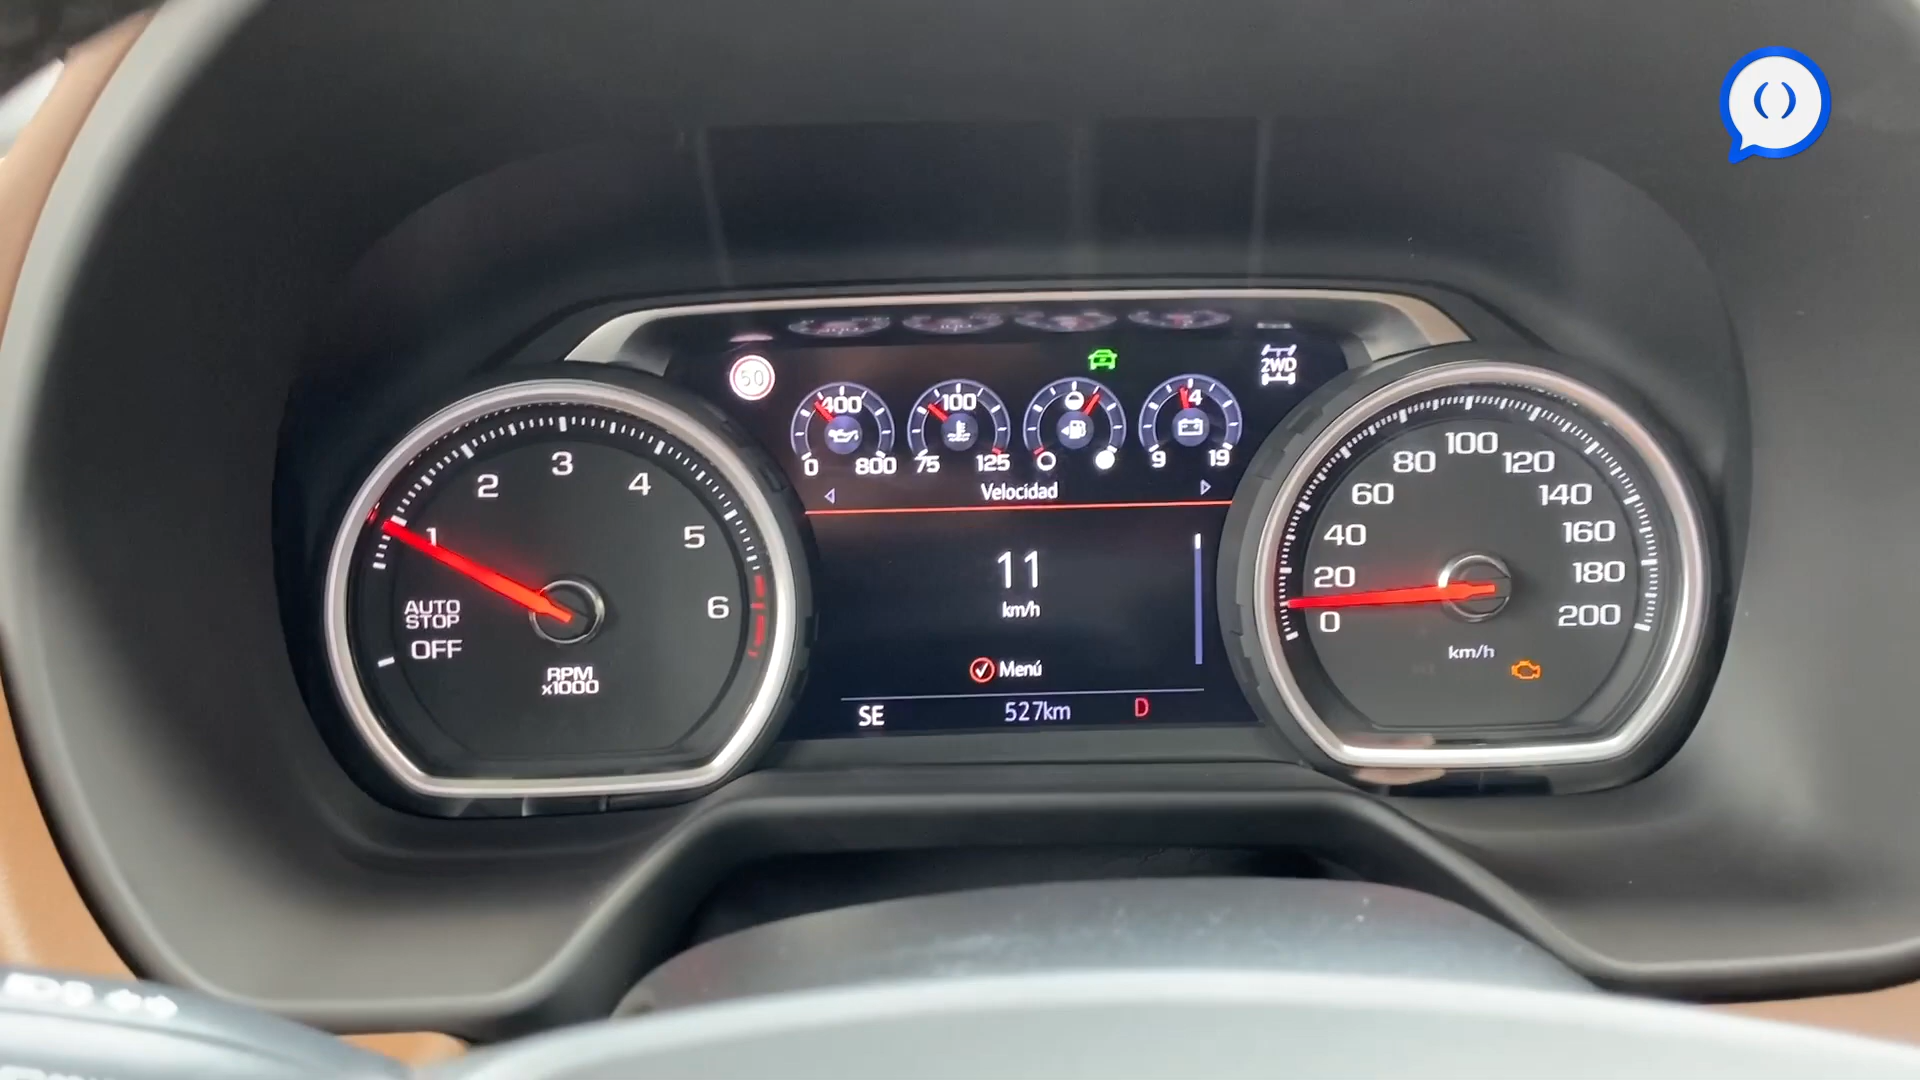 50
2WD
400
0 800
100
75 125
14
9 19
Velocidad
11
km/h
Menú
SE 527km D
1 2 3 4 5 6
AUTO
STOP
OFF
RPM
x1000
0 20 40 60 80 100 120 140 160 180 200
km/h